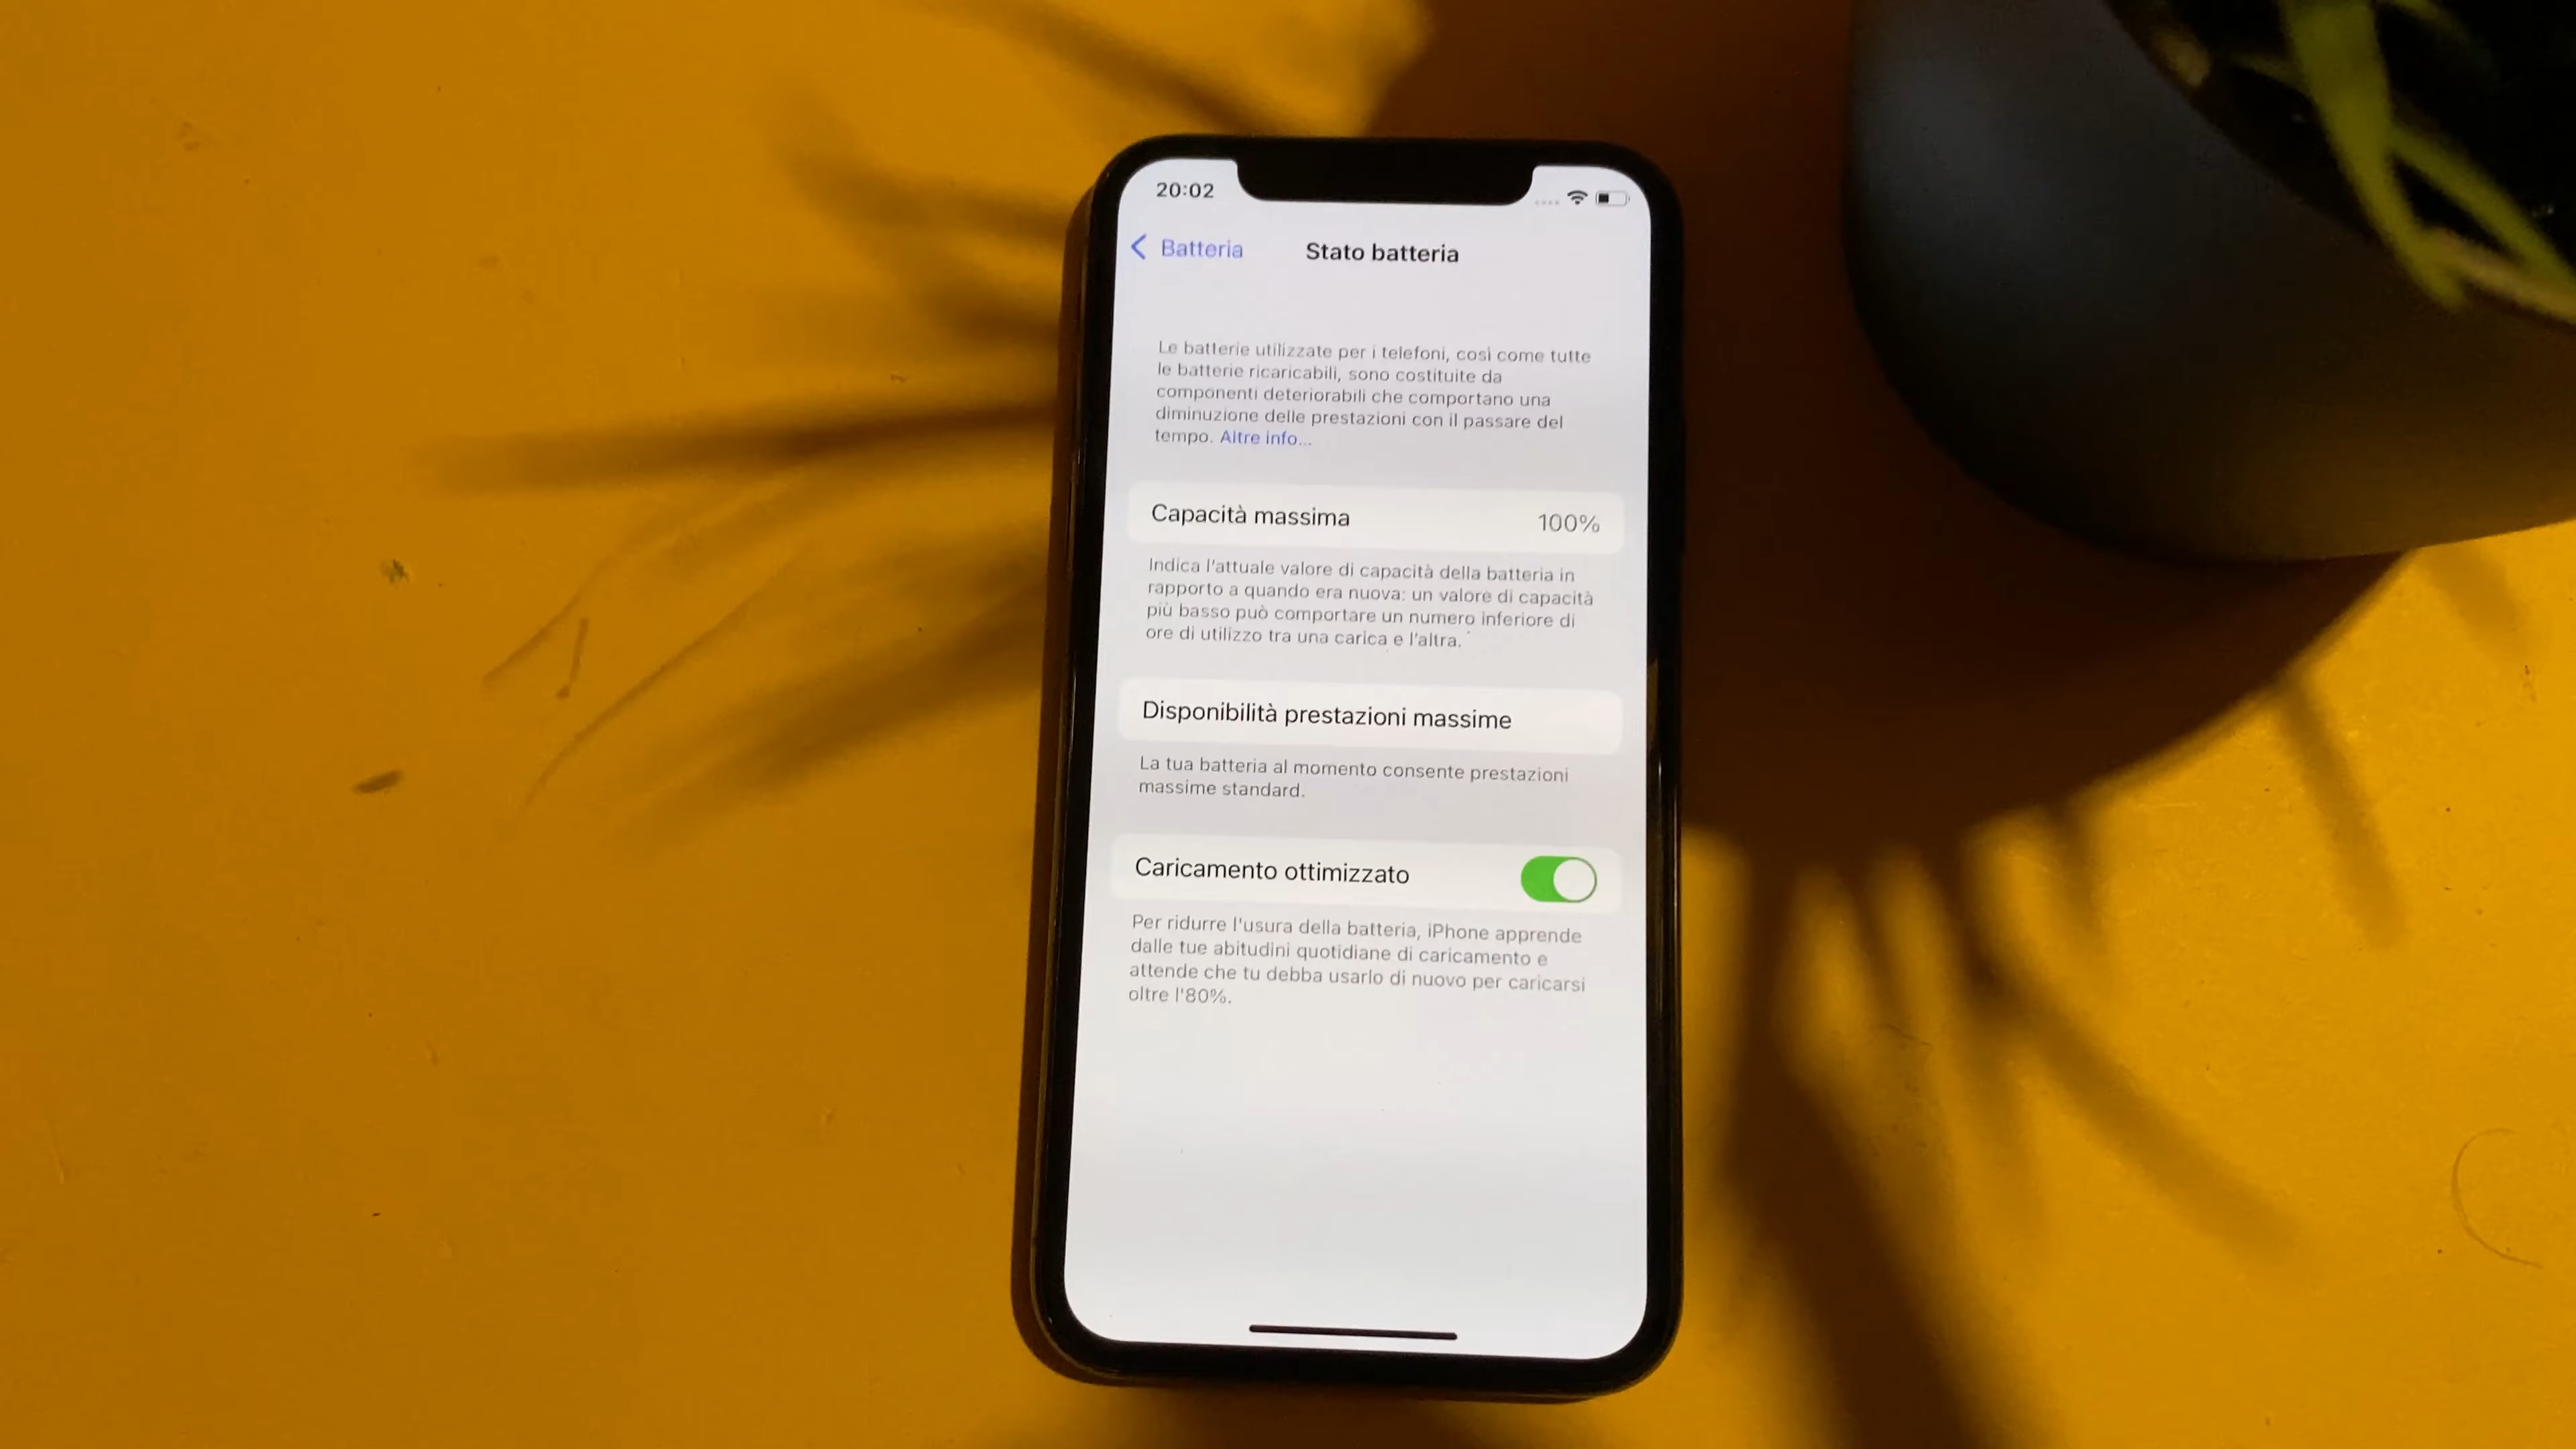 20:02
Batteria
Stato batteria
Le batterie utilizzate per i telefoni, così come tutte
le batterie ricaricabili, sono costituite da
componenti deteriorabili che comportano una
diminuzione delle prestazioni con il passare del
tempo. Altre info...
Capacità massima 100%
Indica l'attuale valore di capacità della batteria in
rapporto a quando era nuova: un valore di capacità
più basso può comportare un numero inferiore di
ore di utilizzo tra una carica e l'altra.
Disponibilità prestazioni massime
La tua batteria al momento consente prestazioni
massime standard.
Caricamento ottimizzato
Per ridurre l'usura della batteria, iPhone apprende
dalle tue abitudini quotidiane di caricamento e
attende che tu debba usarlo di nuovo per caricarsi
oltre l'80%.